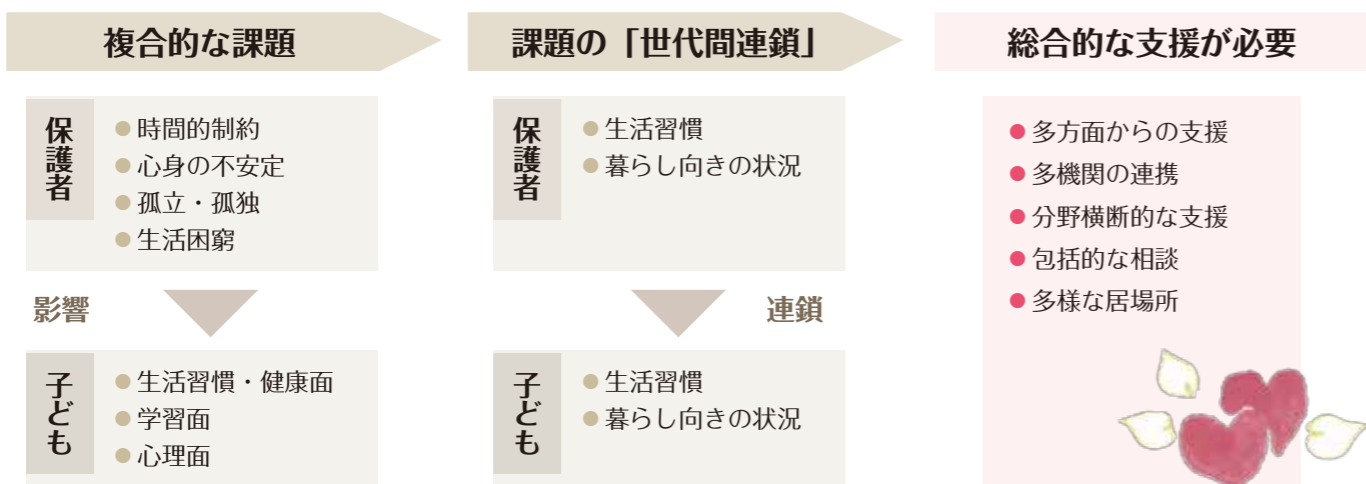 複合的な課題
保護者
時間的制約
心身の不安定
孤立・孤独
生活困窮
影響
子ども
生活習慣・健康面
学習面
心理面
課題の「世代間連鎖」
保護者
生活習慣
暮らし向きの状況
連鎖
子ども
生活習慣
暮らし向きの状況
総合的な支援が必要
多方面からの支援
多機関の連携
分野横断的な支援
包括的な相談
多様な居場所